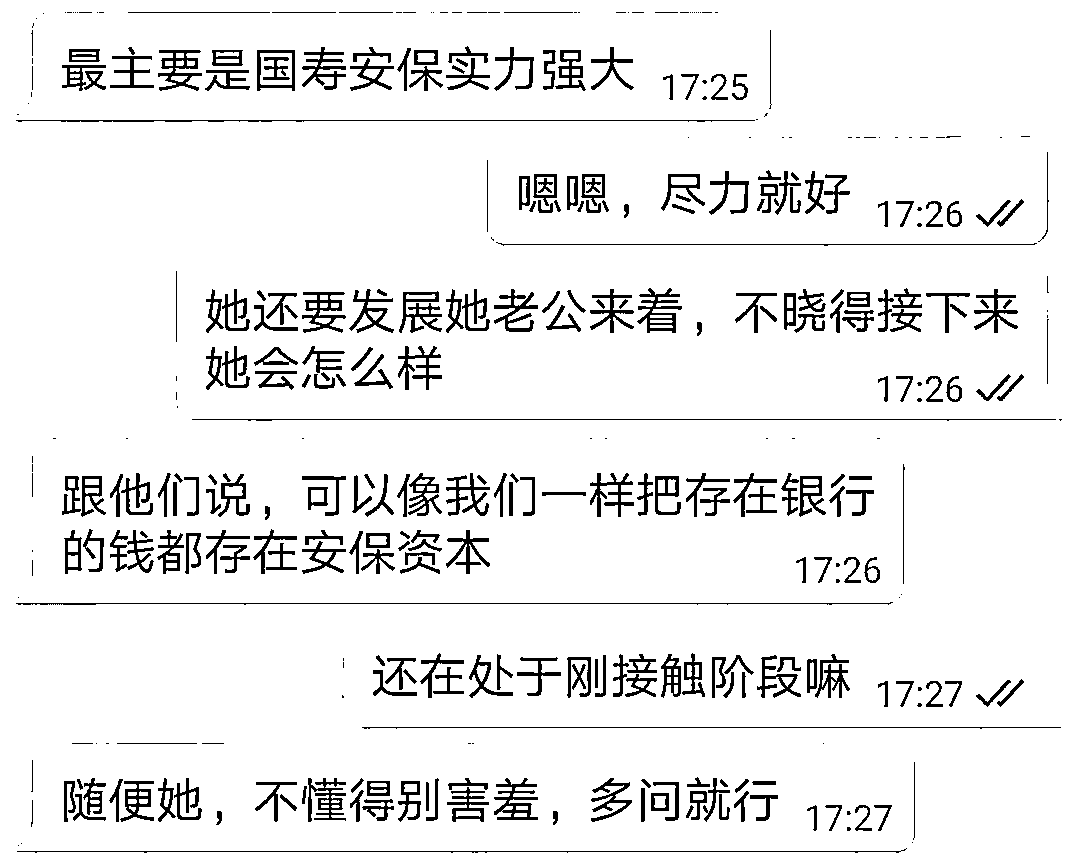 最主要是国寿安保实力强大 17:25
嗯嗯，尽力就好 17:26
她还要发展她老公来着，不晓得接下来
她会怎么样 17:26
跟他们说，可以像我们一样把存在银行
的钱都存在安保资本 17:26
还在处于刚接触阶段嘛 17:27
随便她，不懂得别害羞，多问就行 17:27